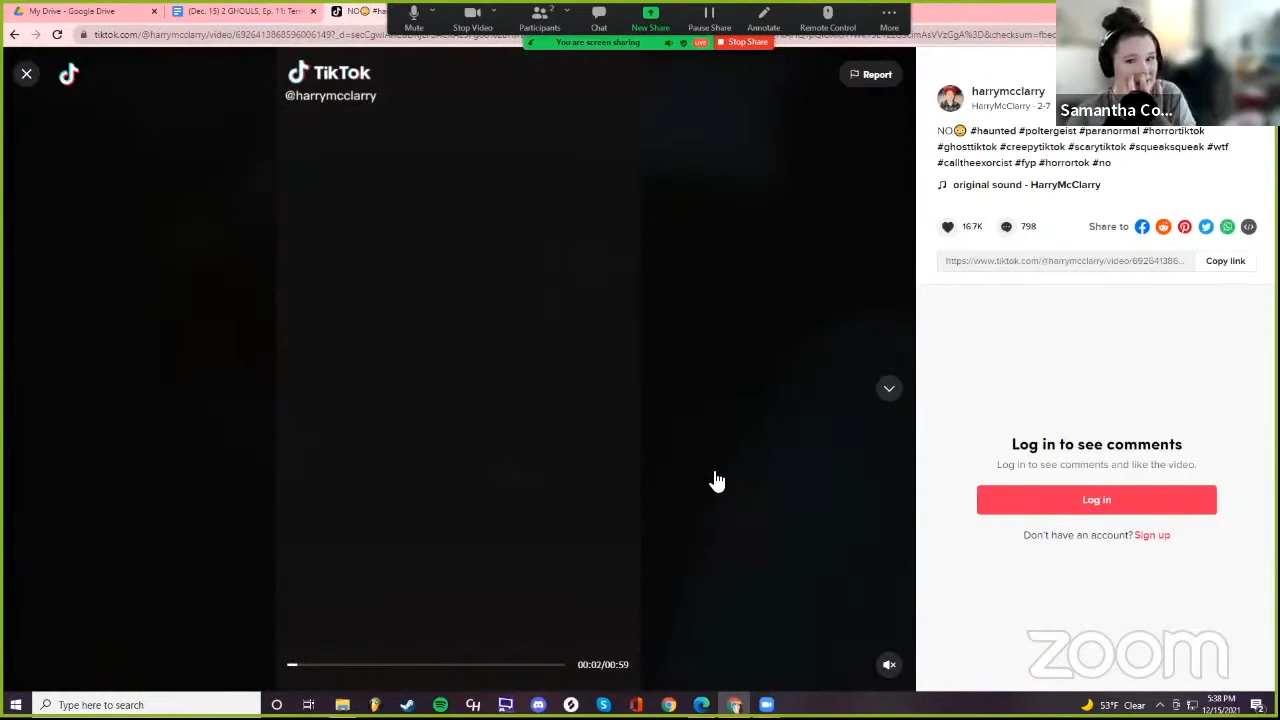 My Drive - Google Drive
(Dec. 15) 2 GHOULS, Ep. 11: Terr
Mute
Stop Video
2
Participants
Chat
New Share
Pause Share
Annotate
Remote Control
More
You are screen sharing
LIVE
Stop Share
TikTok
@harrymcclarry
Report
harrymcclarry
HarryMcClarry · 2-7
Samantha Co...
NO😳 #haunted #poltergeist #paranormal #horrortiktok
#ghosttiktok #creepytiktok #scarytiktok #squeaksqueak #wtf
#calltheexorcist #fyp #horrortok #no
original sound - HarryMcClarry
16.7K
798
Share to
https://www.tiktok.com/@harrymcclarry/video/692641386...
Copy link
Log in to see comments
Log in to see comments and like the video.
Log in
Don't have an account? Sign up
00:02/00:59
zoom
Type here to search
53°F Clear
5:38 PM
12/15/2021